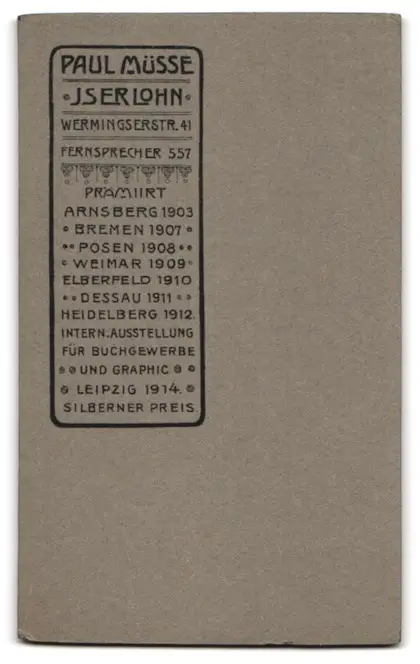 PAUL MÜSSE
JSERLOHN
WERMINGSERSTR. 41
FERNSPRECHER 557
PRÄMIIRT
ARNSBERG 1903
BREMEN 1907
POSEN 1908
WEIMAR 1909
ELBERFELD 1910
DESSAU 1911
HEIDELBERG 1912.
INTERN. AUSSTELLUNG
FÜR BUCHGEWERBE
UND GRAPHIC
LEIPZIG 1914.
SILBERNER PREIS